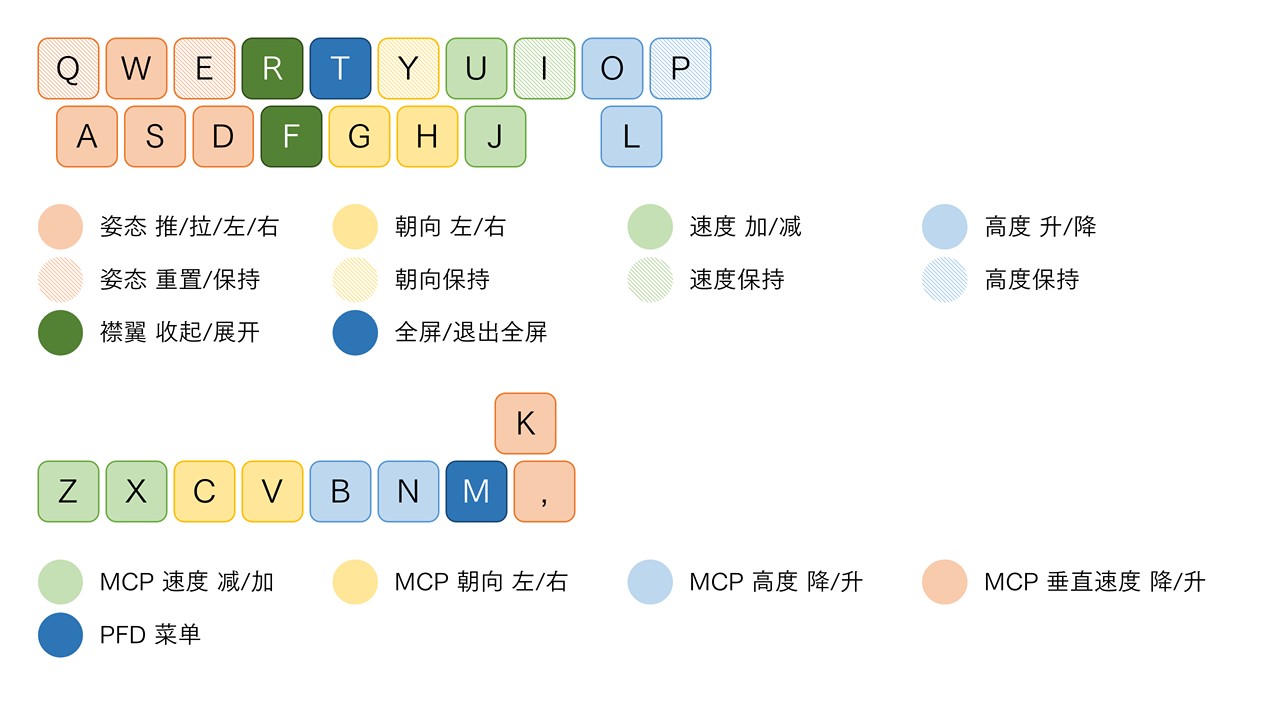 Q W E R T Y U I O P
A S D F G H J L
姿态 推/拉/左/右 朝向 左/右 速度 加/减 高度 升/降
姿态 重置/保持 朝向保持 速度保持 高度保持
襟翼 收起/展开 全屏/退出全屏
K
Z X C V B N M ,
MCP 速度 减/加 MCP 朝向 左/右 MCP 高度 降/升 MCP 垂直速度 降/升
PFD 菜单